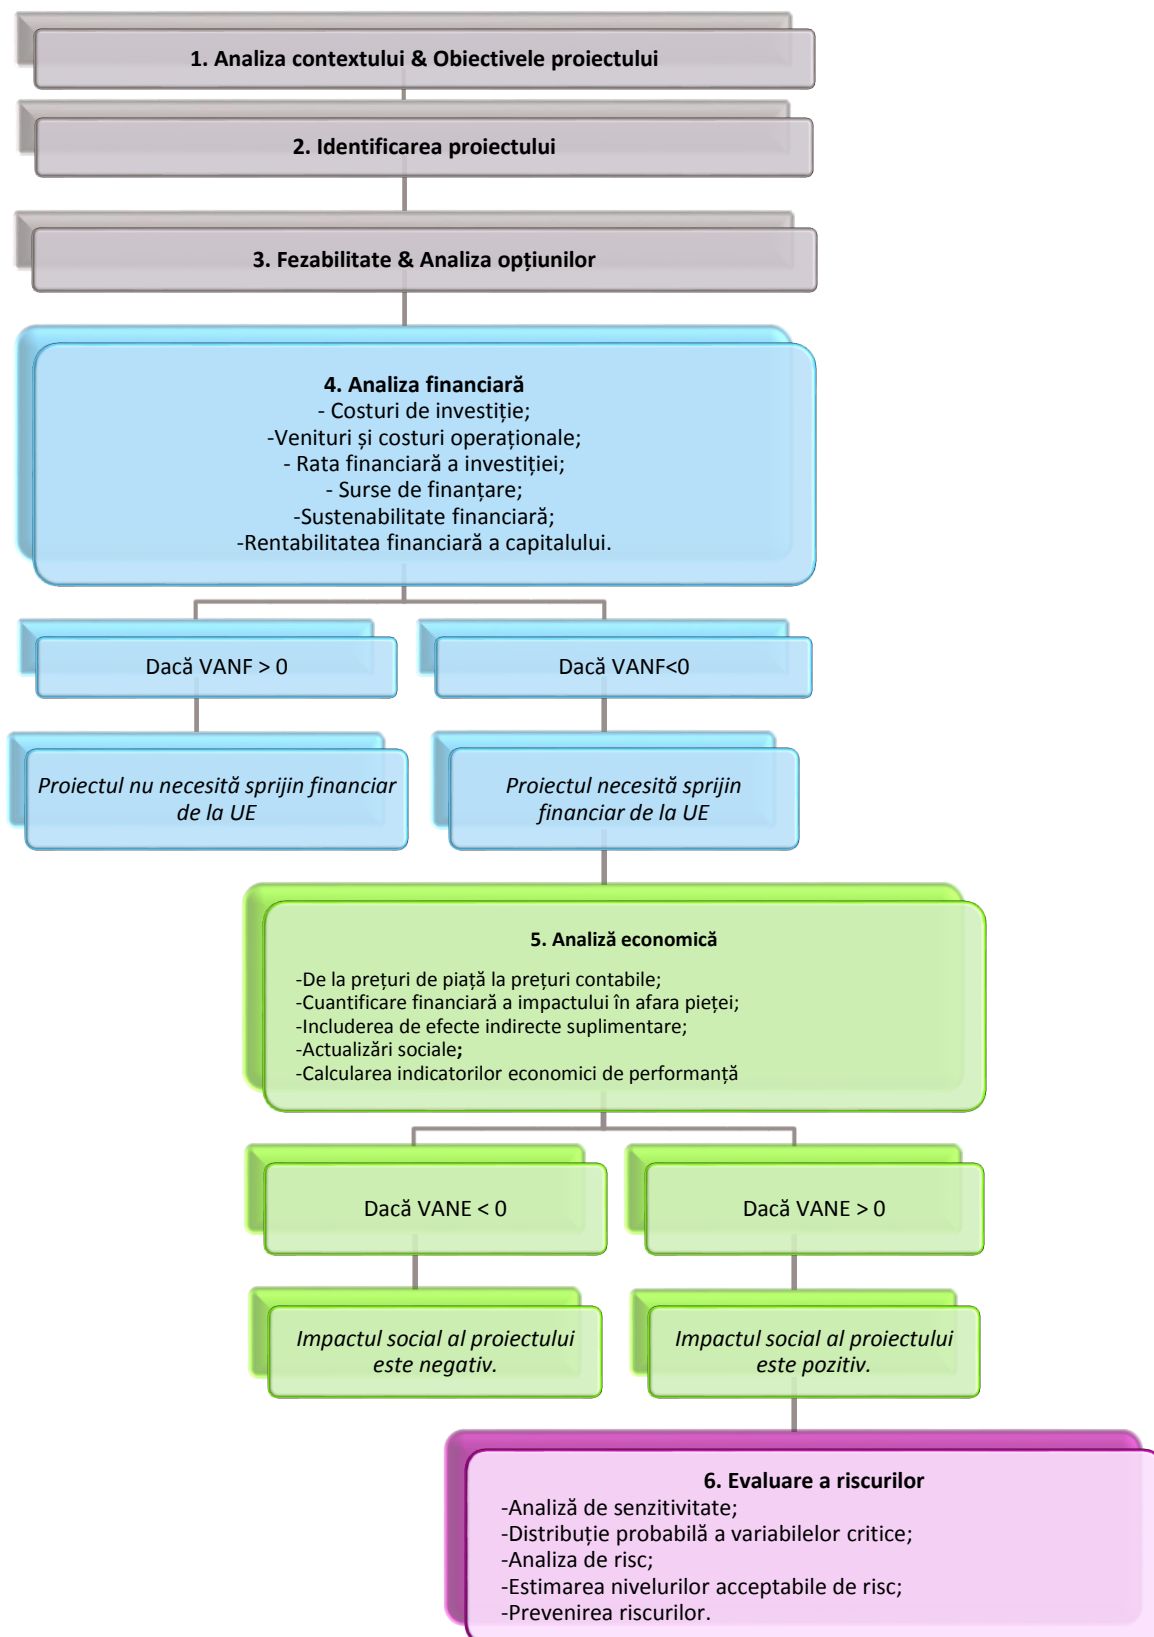 1. Analiza contextului & Obiectivele proiectului
2. Identificarea proiectului
3. Fezabilitate & Analiza opțiunilor
4. Analiza financiară
- Costuri de investiție;
-Venituri și costuri operaționale;
- Rata financiară a investiției;
- Surse de finanțare;
-Sustenabilitate financiară;
-Rentabilitatea financiară a capitalului.
Dacă VANF > 0
Dacă VANF<0
Proiectul nu necesită sprijin financiar
de la UE
Proiectul necesită sprijin
financiar de la UE
5. Analiză economică
-De la prețuri de piață la prețuri contabile;
-Cuantificare financiară a impactului în afara pieței;
-Includerea de efecte indirecte suplimentare;
-Actualizări sociale;
-Calcularea indicatorilor economici de performanță
Dacă VANE < 0
Dacă VANE > 0
Impactul social al proiectului
este negativ.
Impactul social al proiectului
este pozitiv.
6. Evaluare a riscurilor
-Analiză de senzitivitate;
-Distribuție probabilă a variabilelor critice;
-Analiza de risc;
-Estimarea nivelurilor acceptabile de risc;
-Prevenirea riscurilor.